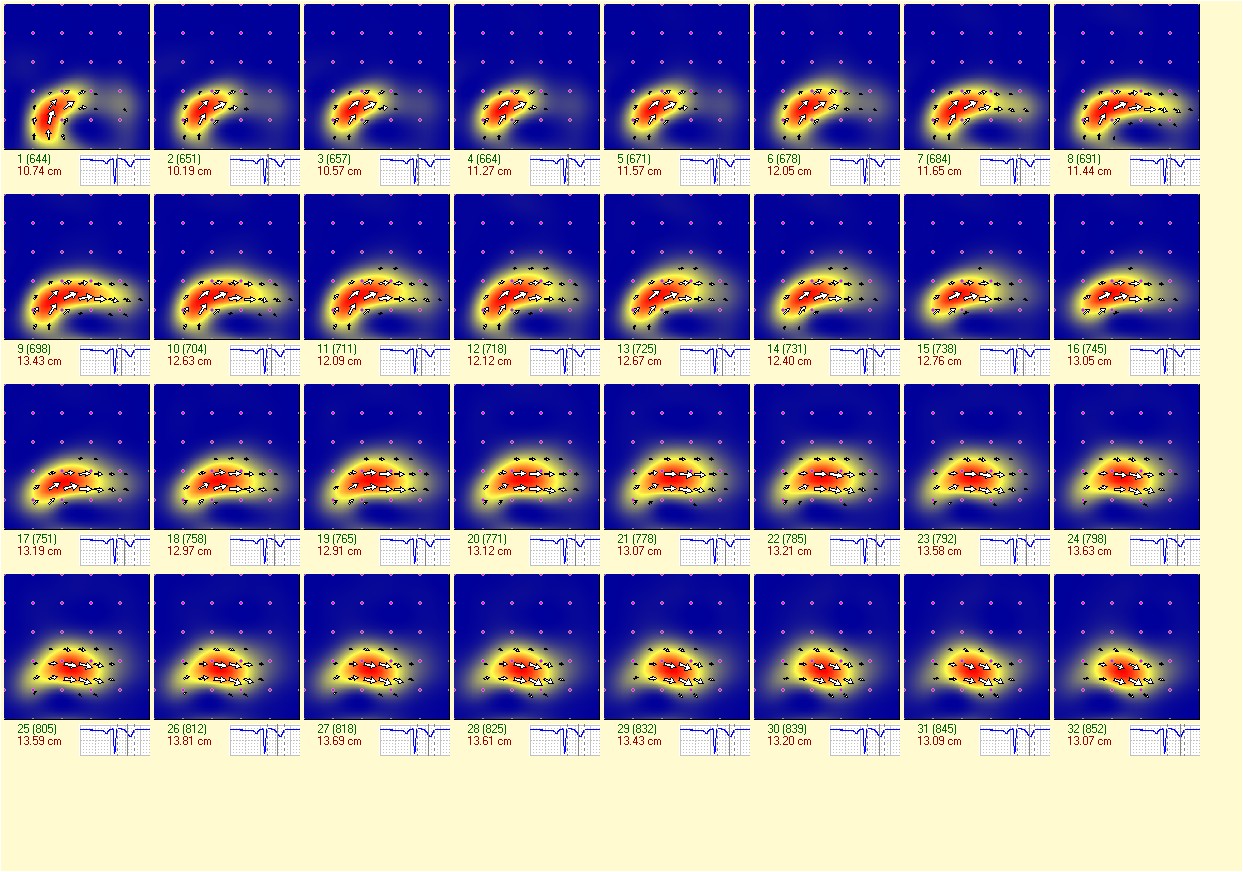 1 (644)
10.74 cm
2 (651)
10.19 cm
3 (657)
10.57 cm
4 (664)
11.27 cm
5 (671)
11.57 cm
6 (678)
12.05 cm
7 (684)
11.65 cm
8 (691)
11.44 cm
9 (698)
13.43 cm
10 (704)
12.63 cm
11 (711)
12.09 cm
12 (718)
12.12 cm
13 (725)
12.67 cm
14 (731)
12.40 cm
15 (738)
12.76 cm
16 (745)
13.05 cm
17 (751)
13.19 cm
18 (758)
12.97 cm
19 (765)
12.91 cm
20 (771)
13.12 cm
21 (778)
13.07 cm
22 (785)
13.21 cm
23 (792)
13.58 cm
24 (798)
13.63 cm
25 (805)
13.59 cm
26 (812)
13.81 cm
27 (818)
13.69 cm
28 (825)
13.61 cm
29 (832)
13.43 cm
30 (839)
13.20 cm
31 (845)
13.09 cm
32 (852)
13.07 cm